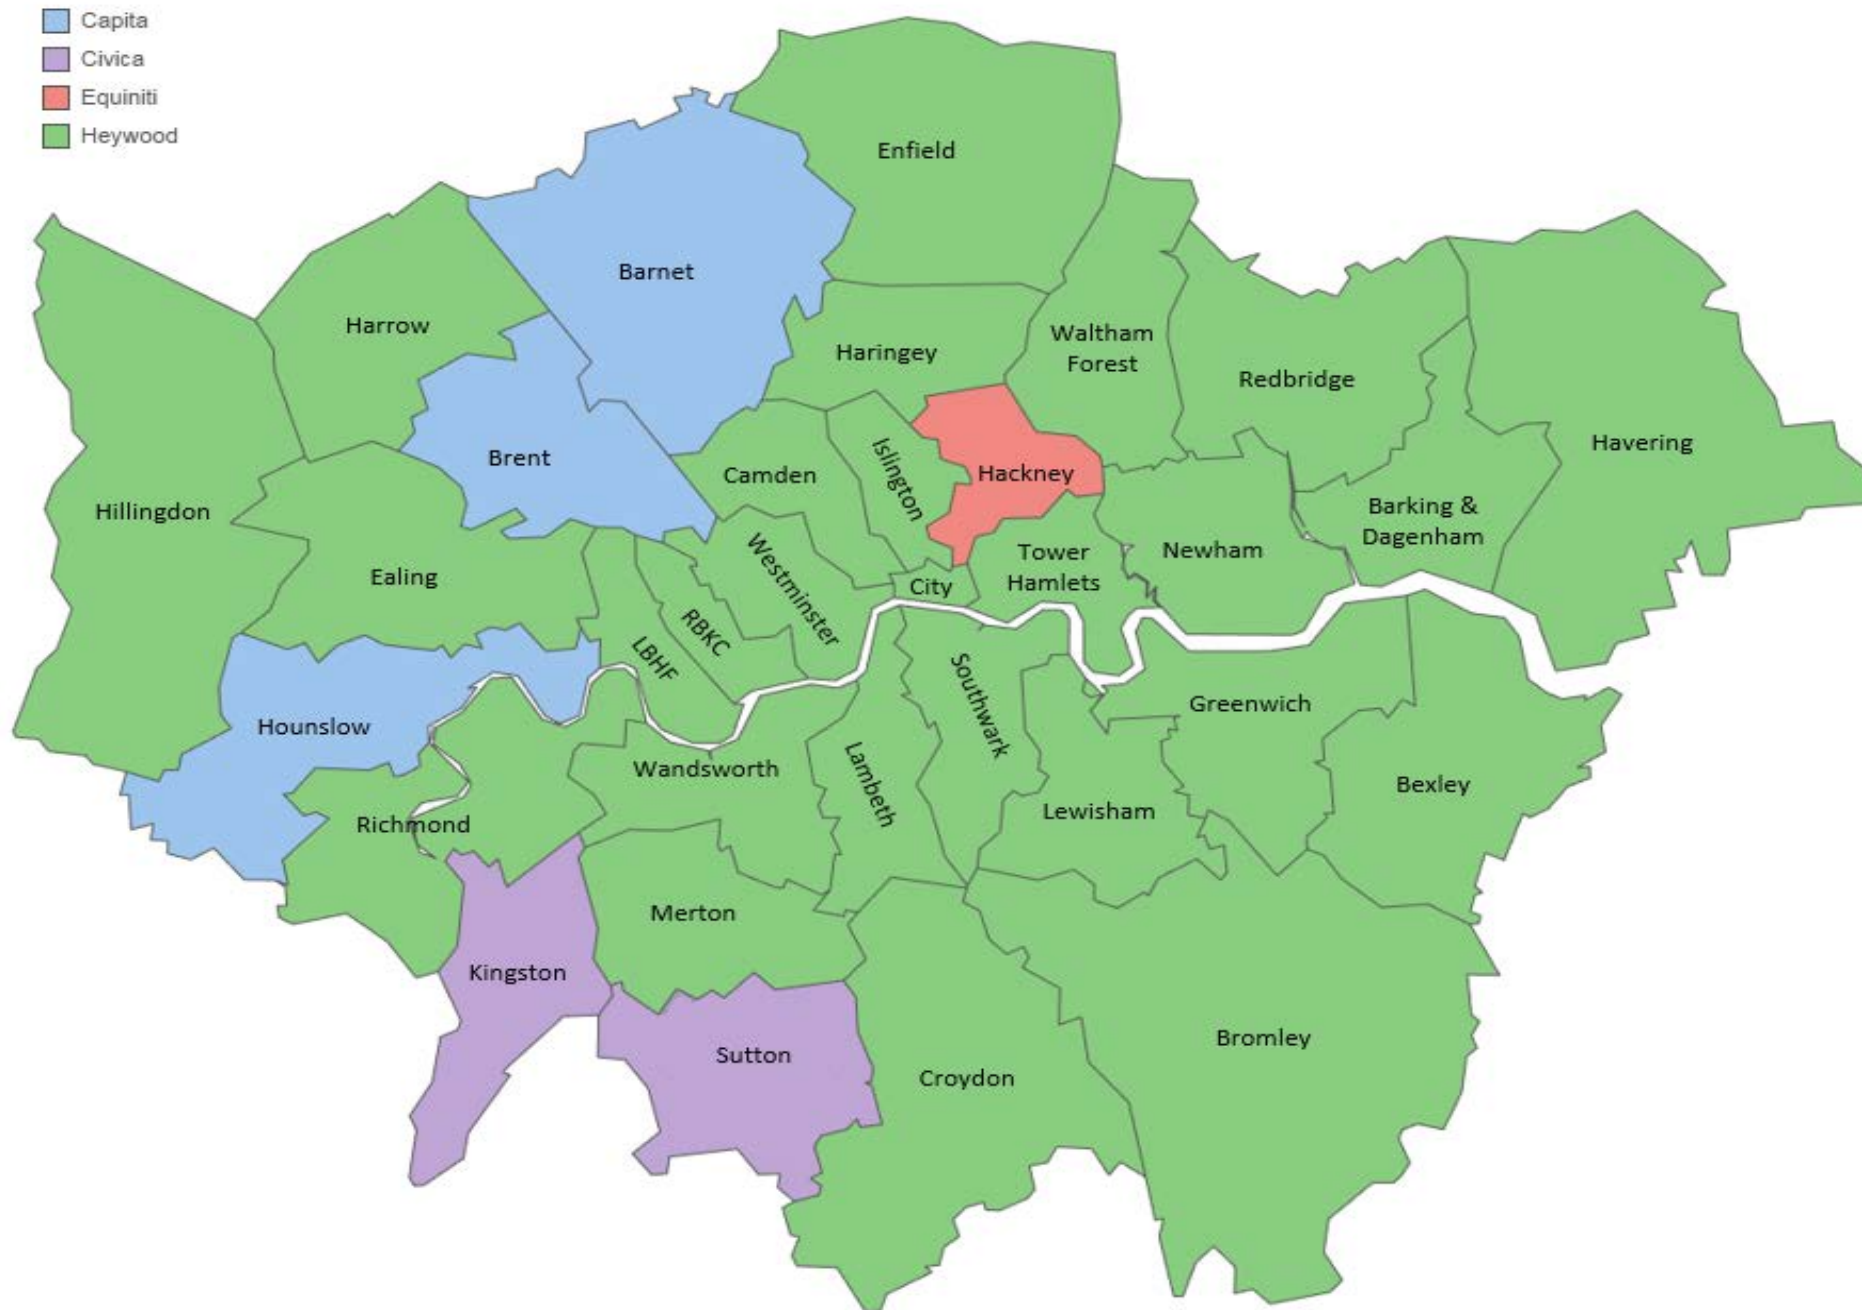 Capita
Civica
Equiniti
Heywood
Enfield
Barnet
Harrow
Haringey
Waltham
Forest
Redbridge
Havering
Brent
Camden
Islington
Hackney
Hillingdon
Barking &
Dagenham
Ealing
Westminster
City
Tower
Hamlets
Newham
RBKC
LBHF
Southwark
Greenwich
Hounslow
Wandsworth
Lambeth
Lewisham
Bexley
Richmond
Merton
Kingston
Sutton
Croydon
Bromley